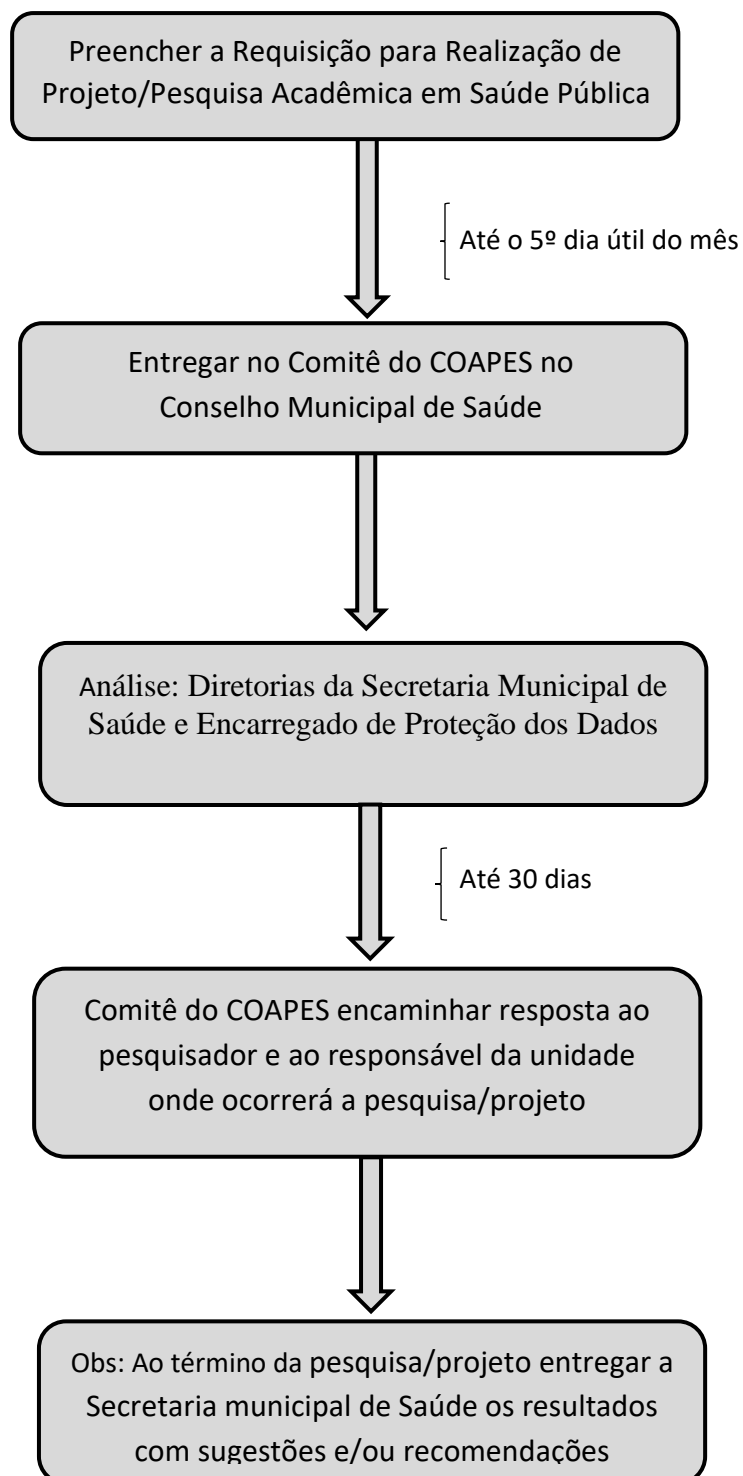 Preencher a Requisição para Realização de
Projeto/Pesquisa Acadêmica em Saúde Pública
Até o 5º dia útil do mês
Entregar no Comitê do COAPES no
Conselho Municipal de Saúde
Análise: Diretorias da Secretaria Municipal de
Saúde e Encarregado de Proteção dos Dados
Até 30 dias
Comitê do COAPES encaminhar resposta ao
pesquisador e ao responsável da unidade
onde ocorrerá a pesquisa/projeto
Obs: Ao término da pesquisa/projeto entregar a
Secretaria municipal de Saúde os resultados
com sugestões e/ou recomendações